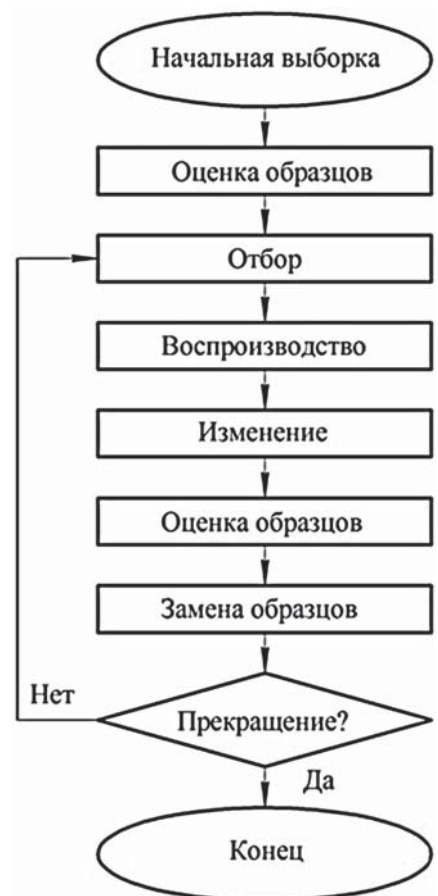 Начальная выборка
Оценка образцов
Отбор
Воспроизводство
Изменение
Оценка образцов
Замена образцов
Нет
Прекращение?
Да
Конец